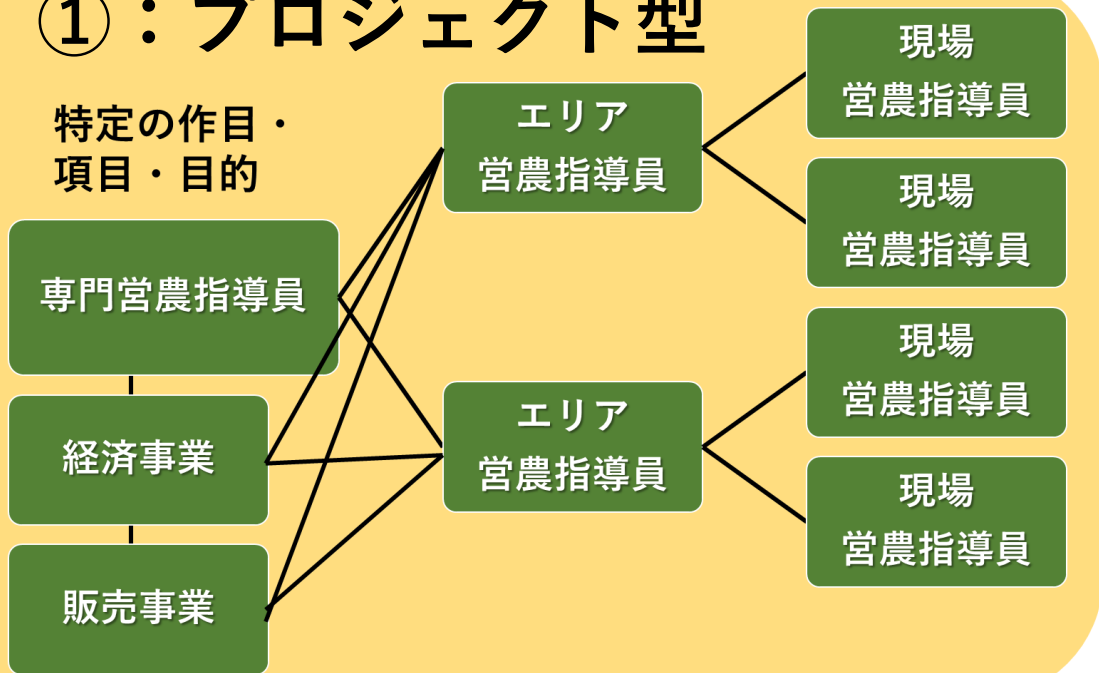 ①：プロジェクト型
特定の作目・
項目・目的
専門営農指導員
経済事業
販売事業
エリア
営農指導員
エリア
営農指導員
現場
営農指導員
現場
営農指導員
現場
営農指導員
現場
営農指導員